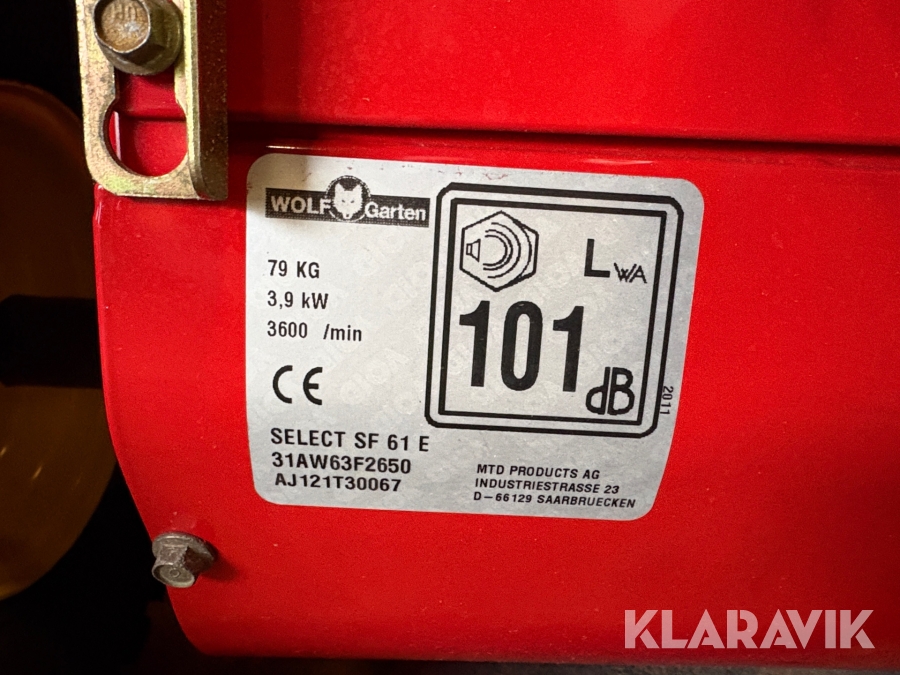 WOLF Garten
79 KG
3,9 kW
3600 /min
CE
LWA
101
dB
2011
SELECT SF 61 E
31AW63F2650
AJ121T30067
MTD PRODUCTS AG
INDUSTRIESTRASSE 23
D-66129 SAARBRUECKEN
KLARAVIK